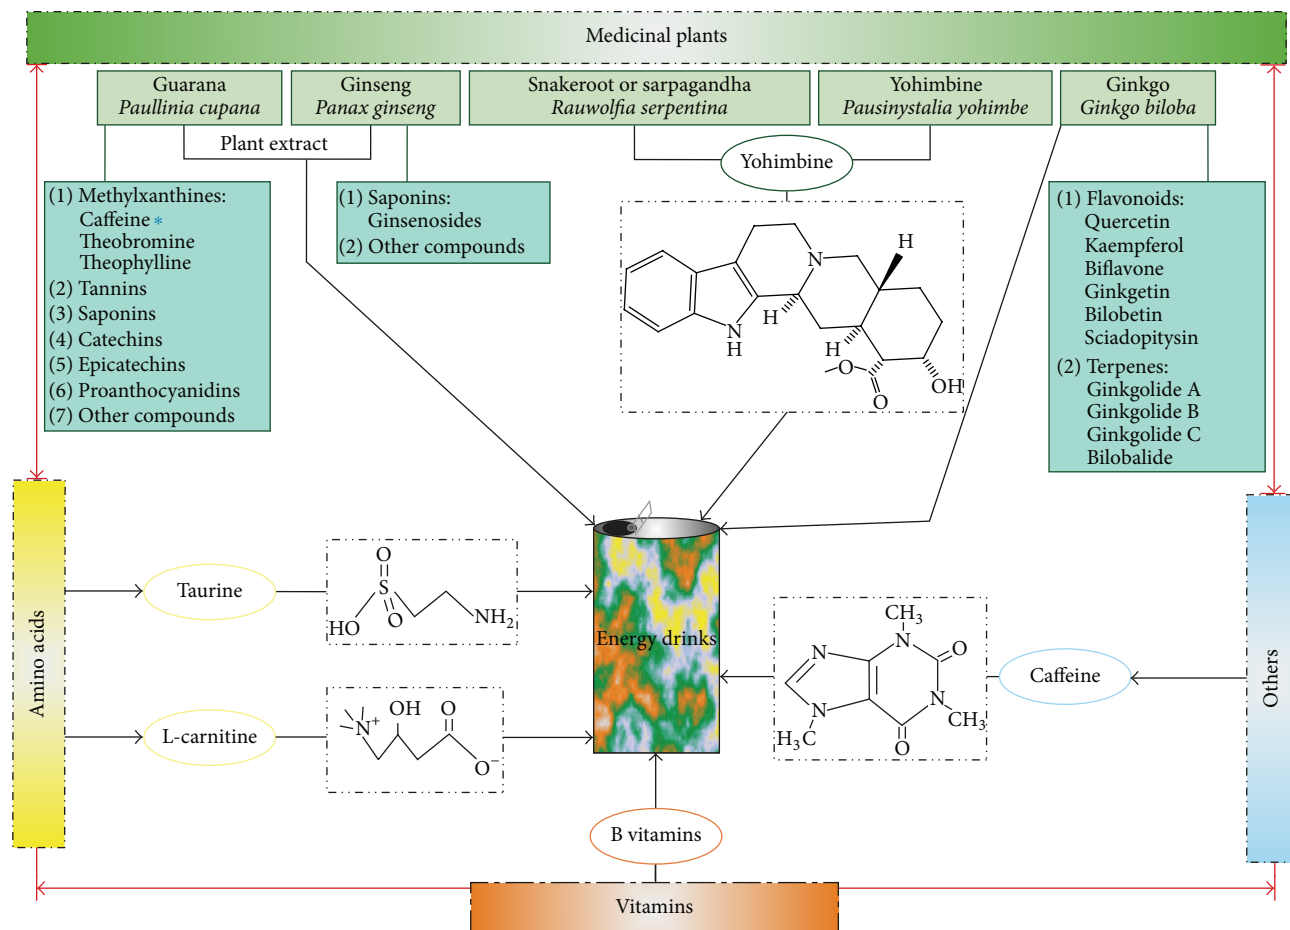 Medicinal plants
Guarana
Paullinia cupana
Ginseng
Panax ginseng
Snakeroot or sarpagandha
Rauwolfia serpentina
Yohimbine
Pausinystalia yohimbe
Ginkgo
Ginkgo biloba
Plant extract
Yohimbine
(1) Methylxanthines:
Caffeine *
Theobromine
Theophylline
(2) Tannins
(3) Saponins
(4) Catechins
(5) Epicatechins
(6) Proanthocyanidins
(7) Other compounds
(1) Saponins:
Ginsenosides
(2) Other compounds
N
H
H
N
H
H
O
O
OH
(1) Flavonoids:
Quercetin
Kaempferol
Biflavone
Ginkgetin
Bilobetin
Sciadopitysin
(2) Terpenes:
Ginkgolide A
Ginkgolide B
Ginkgolide C
Bilobalide
Amino acids
Taurine
O
S
O
HO
NH2
L-carnitine
OH
O
N+
O−
Energy drinks
CH3
N
N
O
N
N
H3C
CH3
O
Caffeine
Others
B vitamins
Vitamins